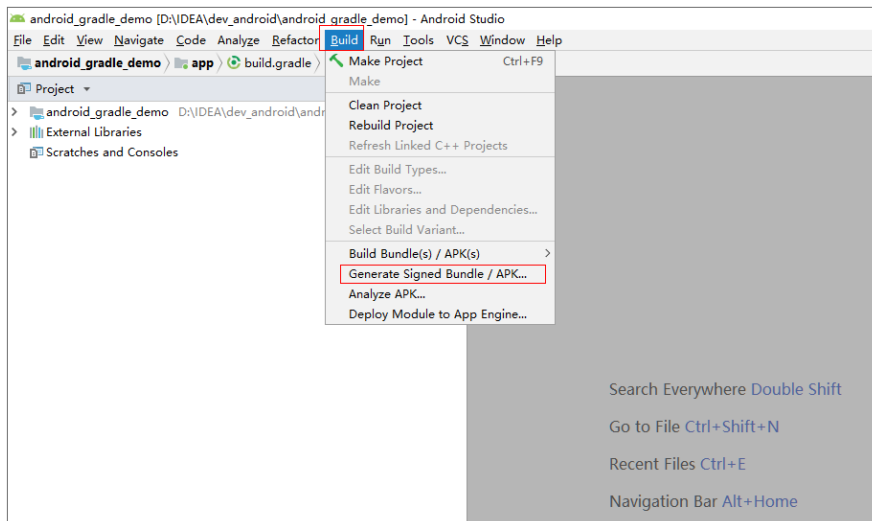 android_gradle_demo [D:\IDEA\dev_android\android_gradle_demo] - Android Studio
File Edit View Navigate Code Analyze Refactor Build Run Tools VCS Window Help
android_gradle_demo app build.gradle
Project
android_gradle_demo D:\IDEA\dev_android\andr
External Libraries
Scratches and Consoles
Make Project Ctrl+F9
Make
Clean Project
Rebuild Project
Refresh Linked C++ Projects
Edit Build Types...
Edit Flavors...
Edit Libraries and Dependencies...
Select Build Variant...
Build Bundle(s) / APK(s)
Generate Signed Bundle / APK...
Analyze APK...
Deploy Module to App Engine...
Search Everywhere Double Shift
Go to File Ctrl+Shift+N
Recent Files Ctrl+E
Navigation Bar Alt+Home